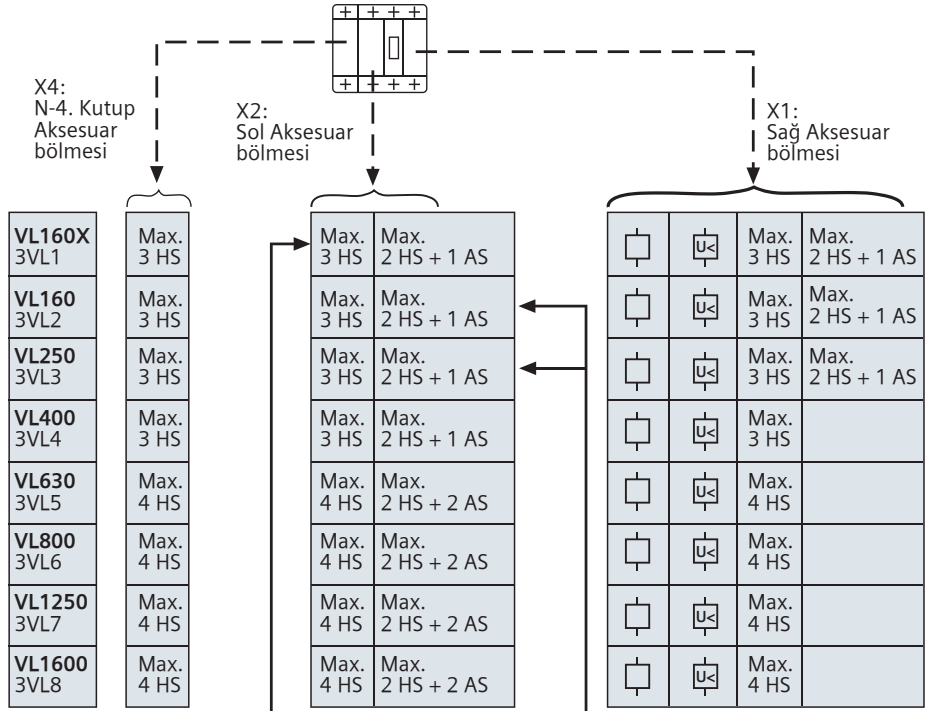 X4:
N-4. Kutup
Aksesuar
bölmesi
X2:
Sol Aksesuar
bölmesi
X1:
Sağ Aksesuar
bölmesi
VL160X
3VL1
Max.
3 HS
Max.
3 HS
Max.
2 HS + 1 AS
U<
Max.
3 HS
Max.
2 HS + 1 AS
VL160
3VL2
Max.
3 HS
Max.
3 HS
Max.
2 HS + 1 AS
U<
Max.
3 HS
Max.
2 HS + 1 AS
VL250
3VL3
Max.
3 HS
Max.
3 HS
Max.
2 HS + 1 AS
U<
Max.
3 HS
Max.
2 HS + 1 AS
VL400
3VL4
Max.
3 HS
Max.
3 HS
Max.
2 HS + 1 AS
U<
Max.
3 HS
VL630
3VL5
Max.
4 HS
Max.
4 HS
Max.
2 HS + 2 AS
U<
Max.
4 HS
VL800
3VL6
Max.
4 HS
Max.
4 HS
Max.
2 HS + 2 AS
U<
Max.
4 HS
VL1250
3VL7
Max.
4 HS
Max.
4 HS
Max.
2 HS + 2 AS
U<
Max.
4 HS
VL1600
3VL8
Max.
4 HS
Max.
4 HS
Max.
2 HS + 2 AS
U<
Max.
4 HS